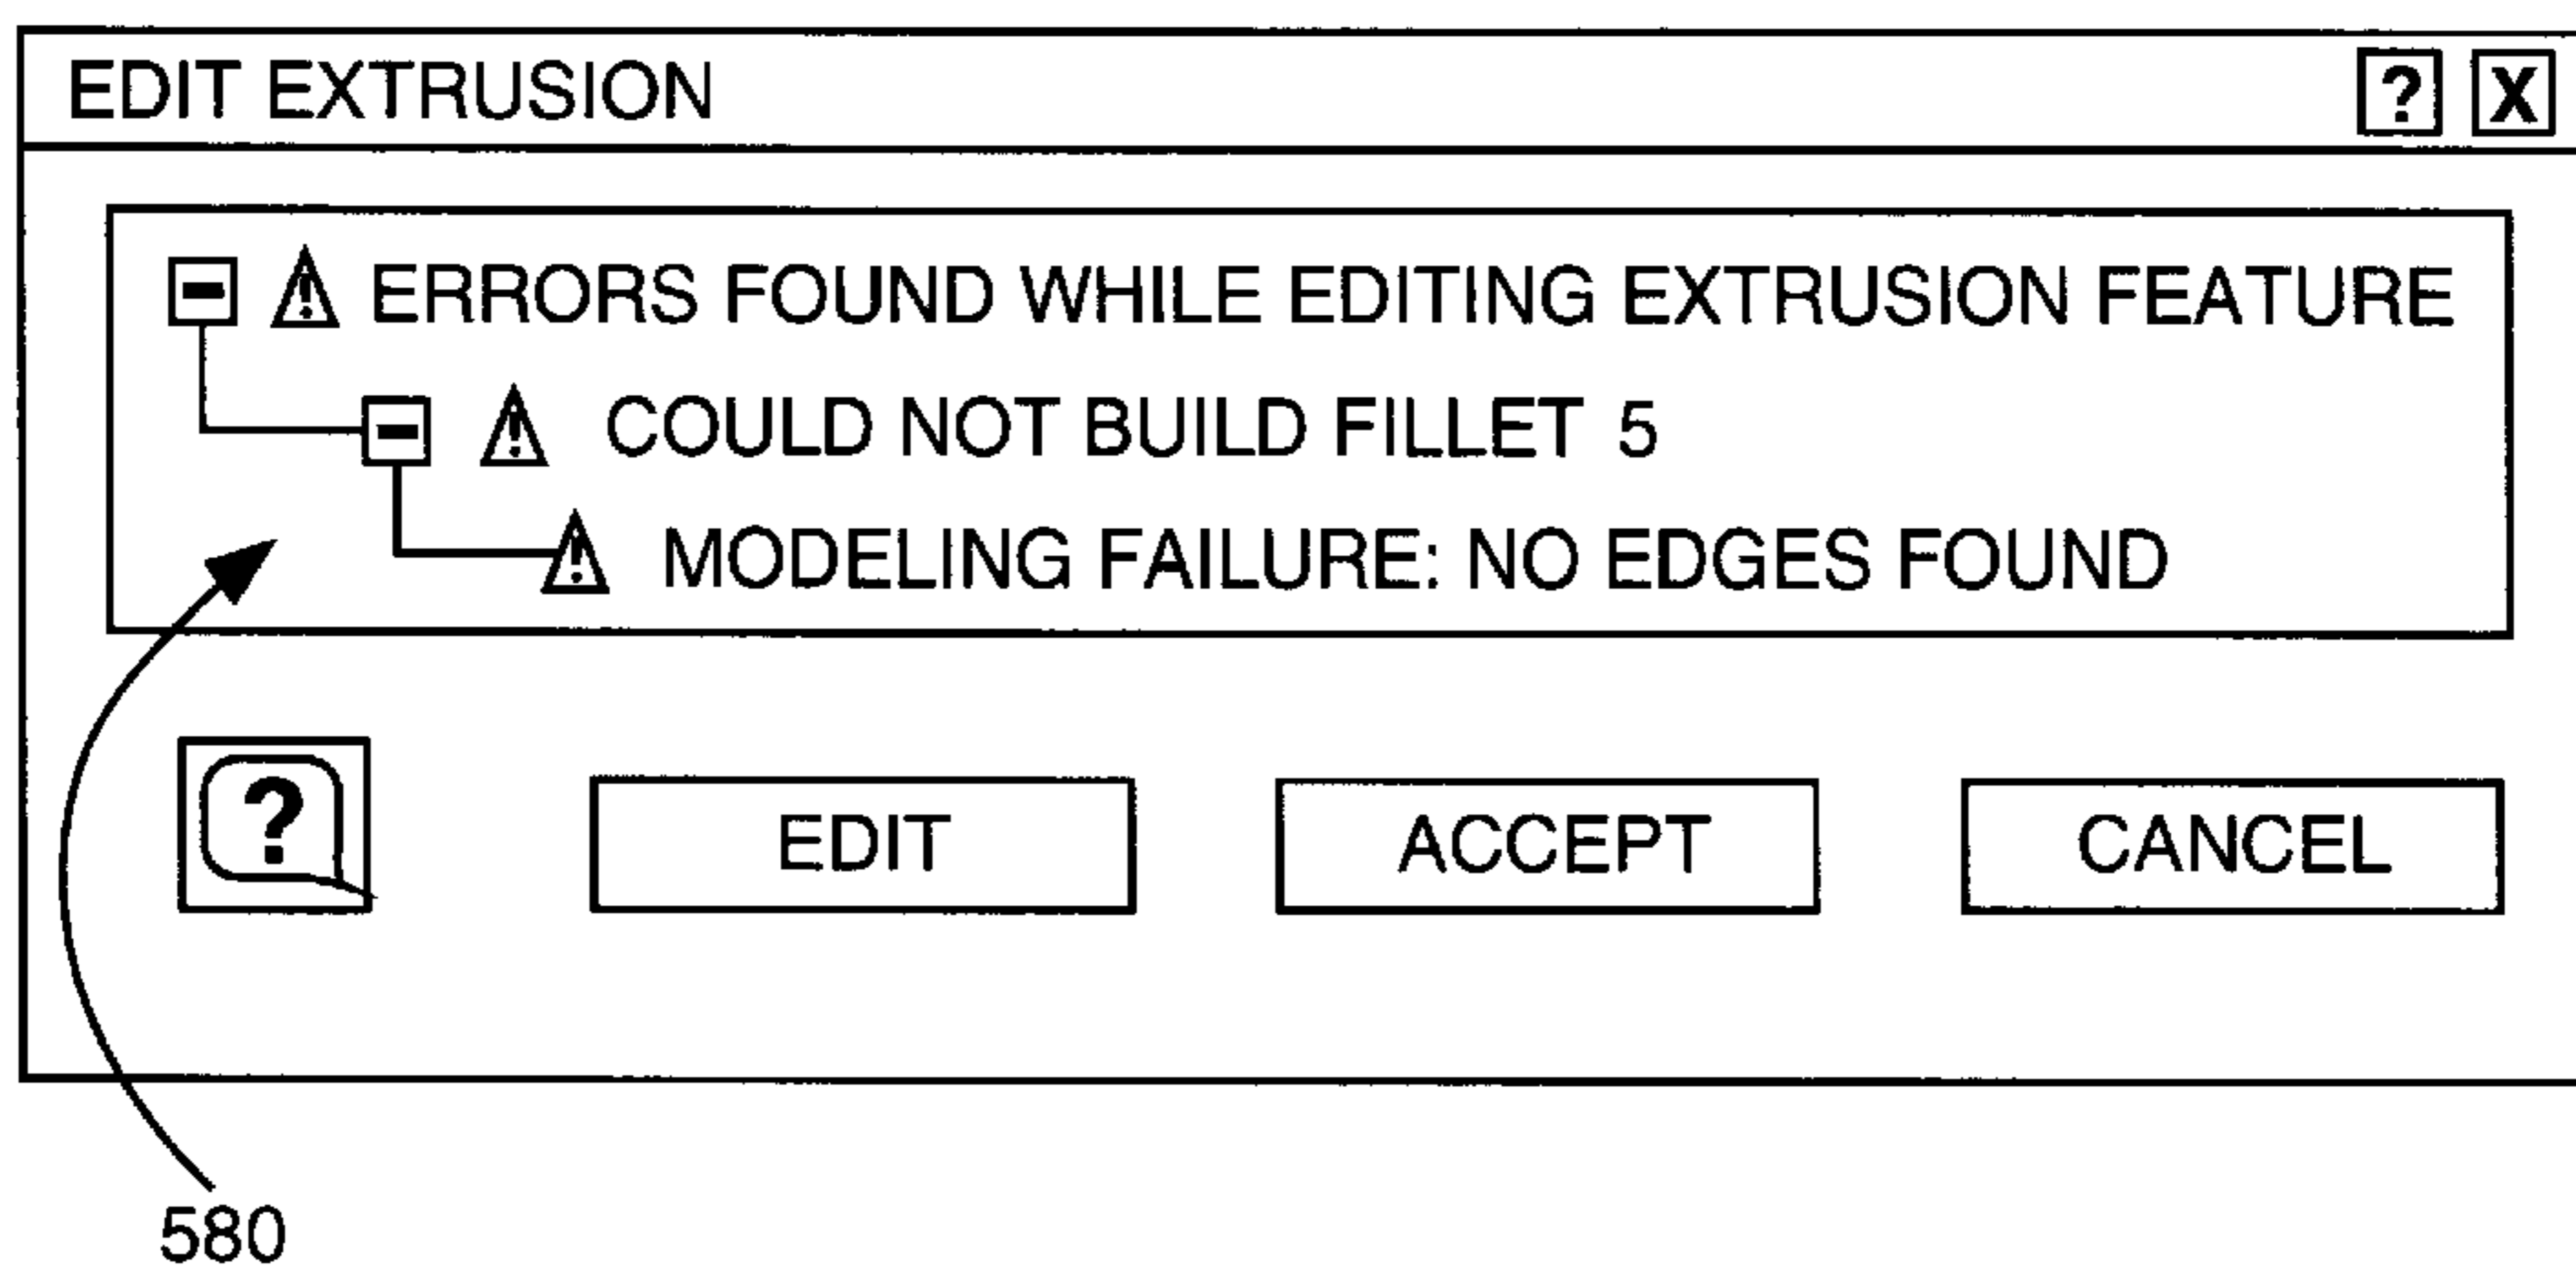 EDIT EXTRUSION ? X
ERRORS FOUND WHILE EDITING EXTRUSION FEATURE
COULD NOT BUILD FILLET 5
MODELING FAILURE: NO EDGES FOUND
? EDIT ACCEPT CANCEL
580